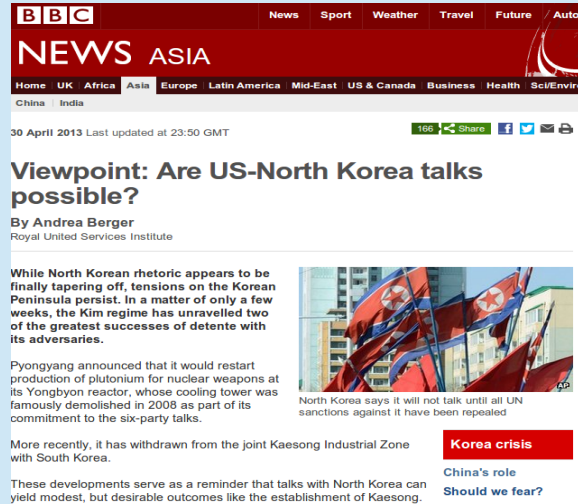 BBC News Sport Weather Travel Future Auto
NEWS ASIA
Home UK Africa Asia Europe Latin America Mid-East US & Canada Business Health Sci/Envir
China India
30 April 2013 Last updated at 23:50 GMT
166 Share
Viewpoint: Are US-North Korea talks
possible?
By Andrea Berger
Royal United Services Institute
While North Korean rhetoric appears to be
finally tapering off, tensions on the Korean
Peninsula persist. In a matter of only a few
weeks, the Kim regime has unravelled two
of the greatest successes of detente with
its adversaries.
AP
North Korea says it will not talk until all UN
sanctions against it have been repealed
Pyongyang announced that it would restart
production of plutonium for nuclear weapons at
its Yongbyon reactor, whose cooling tower was
famously demolished in 2008 as part of its
commitment to the six-party talks.
More recently, it has withdrawn from the joint Kaesong Industrial Zone
with South Korea.
These developments serve as a reminder that talks with North Korea can
yield modest, but desirable outcomes like the establishment of Kaesong.
Korea crisis
China's role
Should we fear?